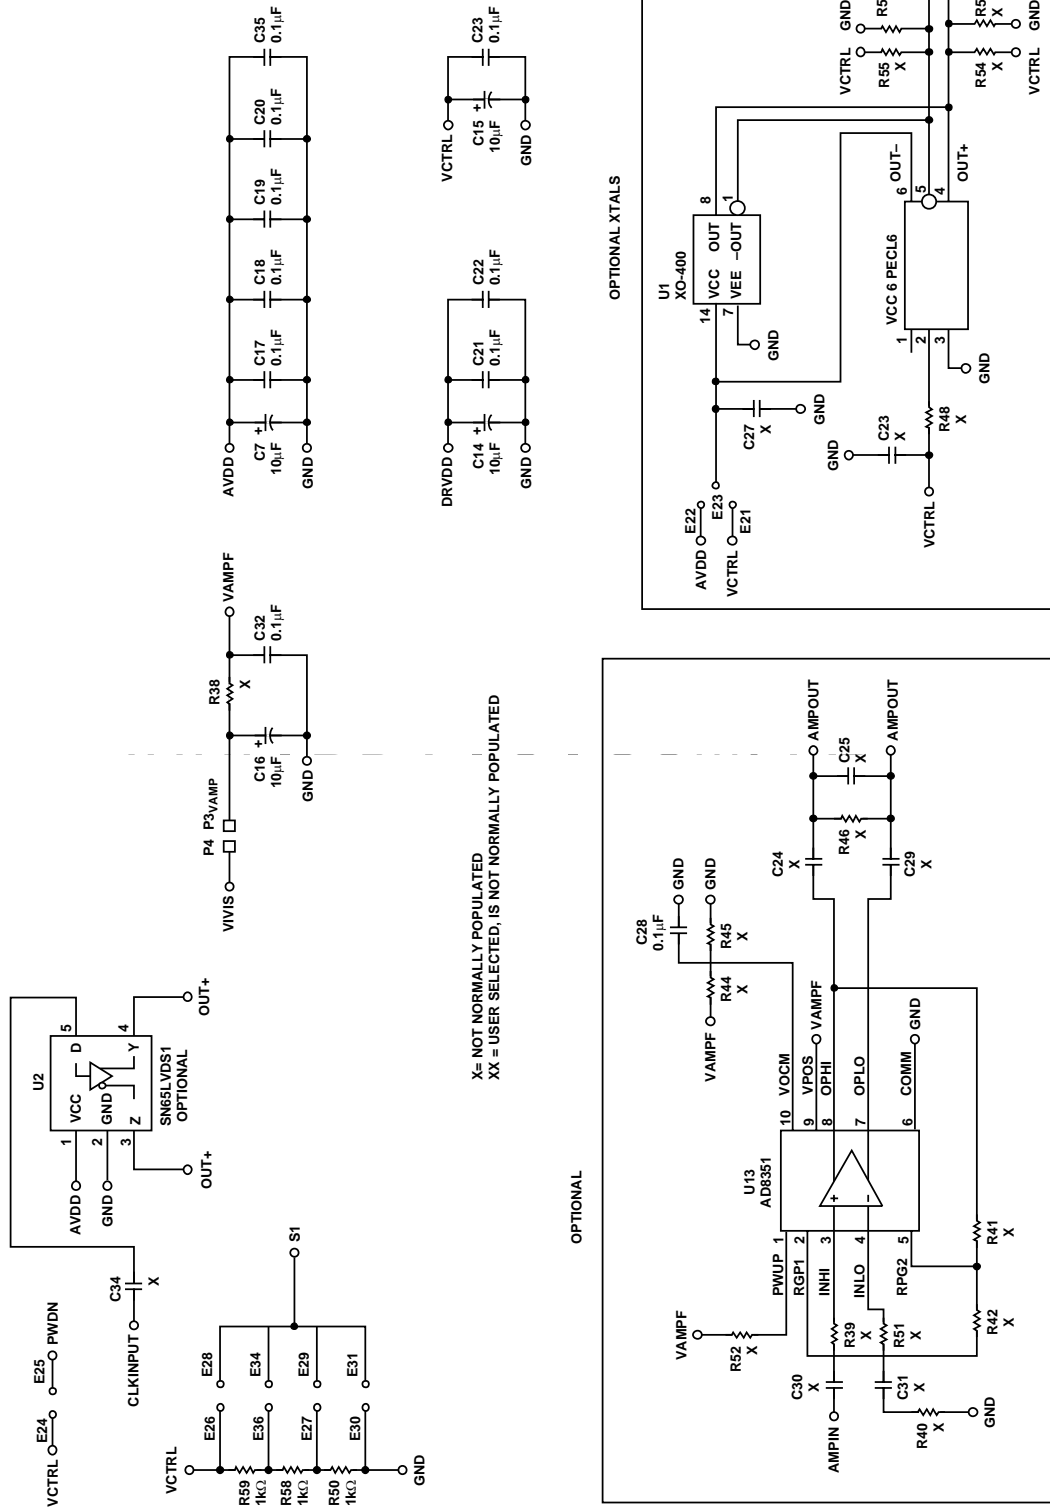 VCTRL
E24
E25
PWDN
CLKINPUT
C34
X
VCTRL
R59
1kΩ
R58
1kΩ
R50
1kΩ
GND
E26
E28
E36
E34
E27
E29
E30
E31
S1
AVDD
GND
1
2
3
VCC
GND
Z
D
Y
5
4
U2
SN65LVDS1
OPTIONAL
OUT+
OUT+
VIVIS
P4
P3VAMP
C16
10μF
+
GND
R38
X
C32
0.1μF
VAMPF
AVDD
GND
C7
10μF
+
C17
0.1μF
C18
0.1μF
C19
0.1μF
C20
0.1μF
C35
0.1μF
DRVDD
GND
C14
10μF
+
C21
0.1μF
C22
0.1μF
VCTRL
GND
C15
10μF
+
C23
0.1μF
X= NOT NORMALLY POPULATED
XX = USER SELECTED, IS NOT NORMALLY POPULATED
OPTIONAL
VAMPF
R52
X
AMPIN
C30
X
R39
X
C31
X
R51
X
R40
X
GND
PWUP
1
RGP1
2
INHI
3
INLO
4
RPG2
5
U13
AD8351
+
–
10
VOCM
9
VPOS
8
OPHI
7
OPLO
6
COMM
VAMPF
GND
R42
X
R41
X
VAMPF
R44
X
R45
X
GND
C28
0.1μF
GND
C24
X
C29
X
R46
X
C25
X
AMPOUT
AMPOUT
OPTIONAL XTALS
AVDD
E22
E23
VCTRL
E21
C27
X
GND
U1
XO-400
14
VCC
OUT
8
7
VEE
–OUT
1
GND
VCTRL
GND
C23
X
R48
X
VCC 6 PECL6
1
2
3
6
5
4
OUT–
OUT+
GND
VCTRL
R55
X
GND
R5
R54
X
VCTRL
R5
X
GND